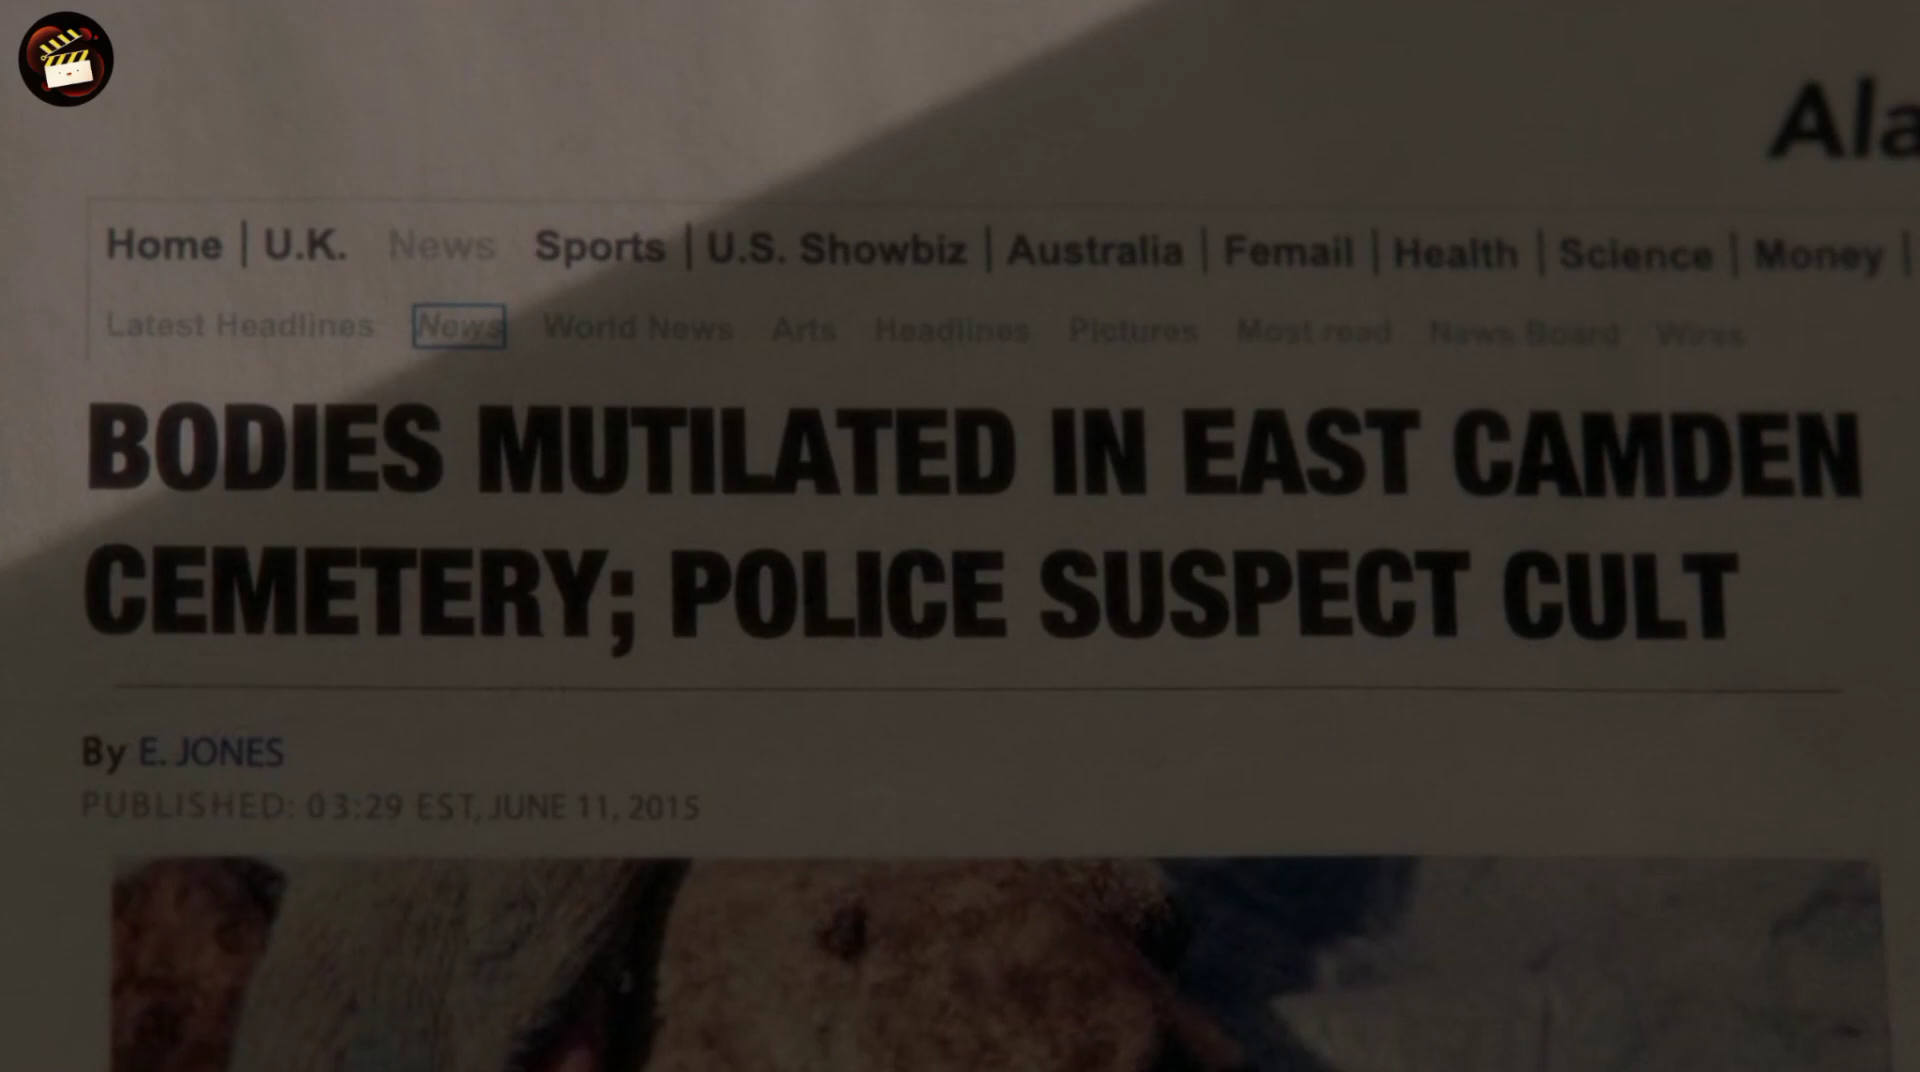 Ala
Home | U.K. News Sports | U.S. Showbiz | Australia | Femail | Health | Science | Money |
Latest Headlines News World News Arts Headlines Pictures Most read News Board Wires
BODIES MUTILATED IN EAST CAMDEN
CEMETERY; POLICE SUSPECT CULT
By E. JONES
PUBLISHED: 03:29 EST, JUNE 11, 2015